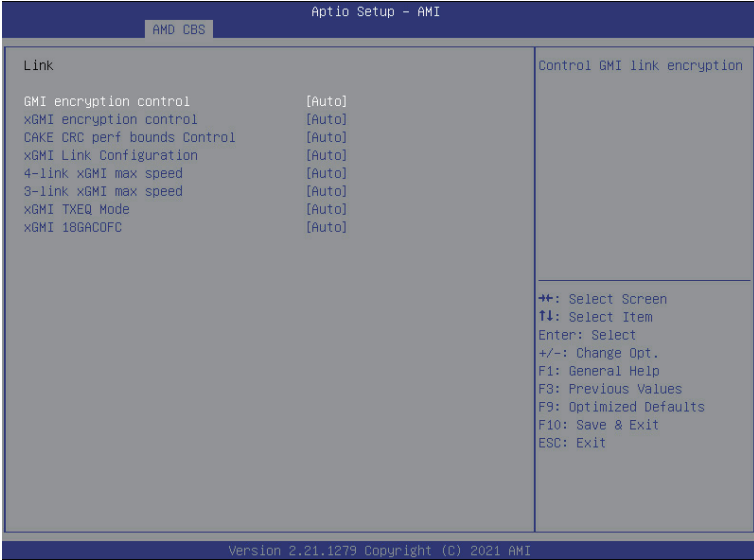 Aptio Setup - AMI
AMD CBS
Link
GMI encryption control [Auto]
xGMI encryption control [Auto]
CAKE CRC perf bounds Control [Auto]
xGMI Link Configuration [Auto]
4-link xGMI max speed [Auto]
3-link xGMI max speed [Auto]
xGMI TXEQ Mode [Auto]
xGMI 18GACOFC [Auto]
Control GMI link encryption
→←: Select Screen
↑↓: Select Item
Enter: Select
+/-: Change Opt.
F1: General Help
F3: Previous Values
F9: Optimized Defaults
F10: Save & Exit
ESC: Exit
Version 2.21.1279 Copyright (C) 2021 AMI